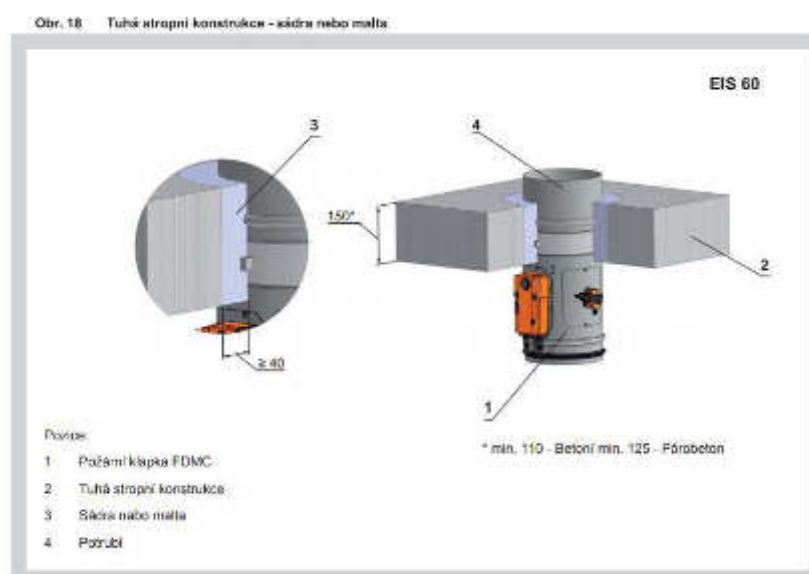 Obr. 18 Tuhá stropní konstrukce - sádra nebo malta
EIS 60
3
4
150*
2
≥ 40
1
Pozice:
* min. 110 - Betoní min. 125 - Pórobeton
1 Požární klapka FDMC
2 Tuhá stropní konstrukce
3 Sádra nebo malta
4 Potrubí